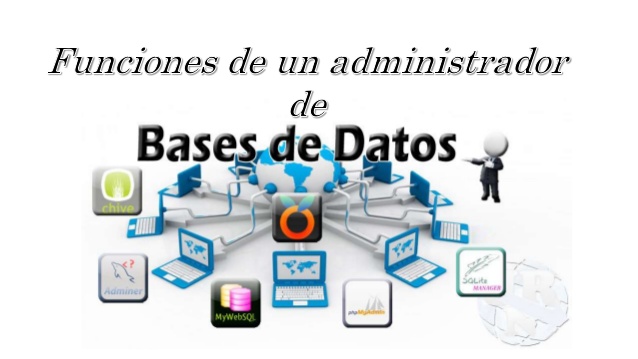 Funciones de un administrador
de
Bases de Datos
chive
Adminer
MyWebSQL
phpMyAdmin
SQLite
MANAGER